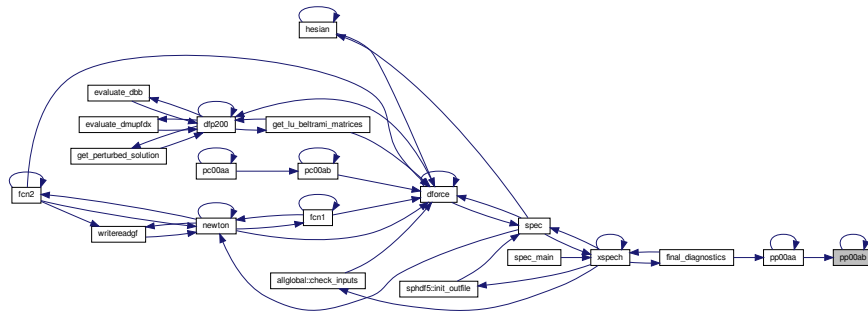 hesian
evaluate_dbb
evaluate_dmupfdx
dfp200
get_lu_beltrami_matrices
get_perturbed_solution
pc00aa
pc00ab
fcn2
dforce
fcn1
newton
spec
writereadgf
spec_main
xspech
final_diagnostics
pp00aa
pp00ab
allglobal::check_inputs
sphdf5::init_outfile